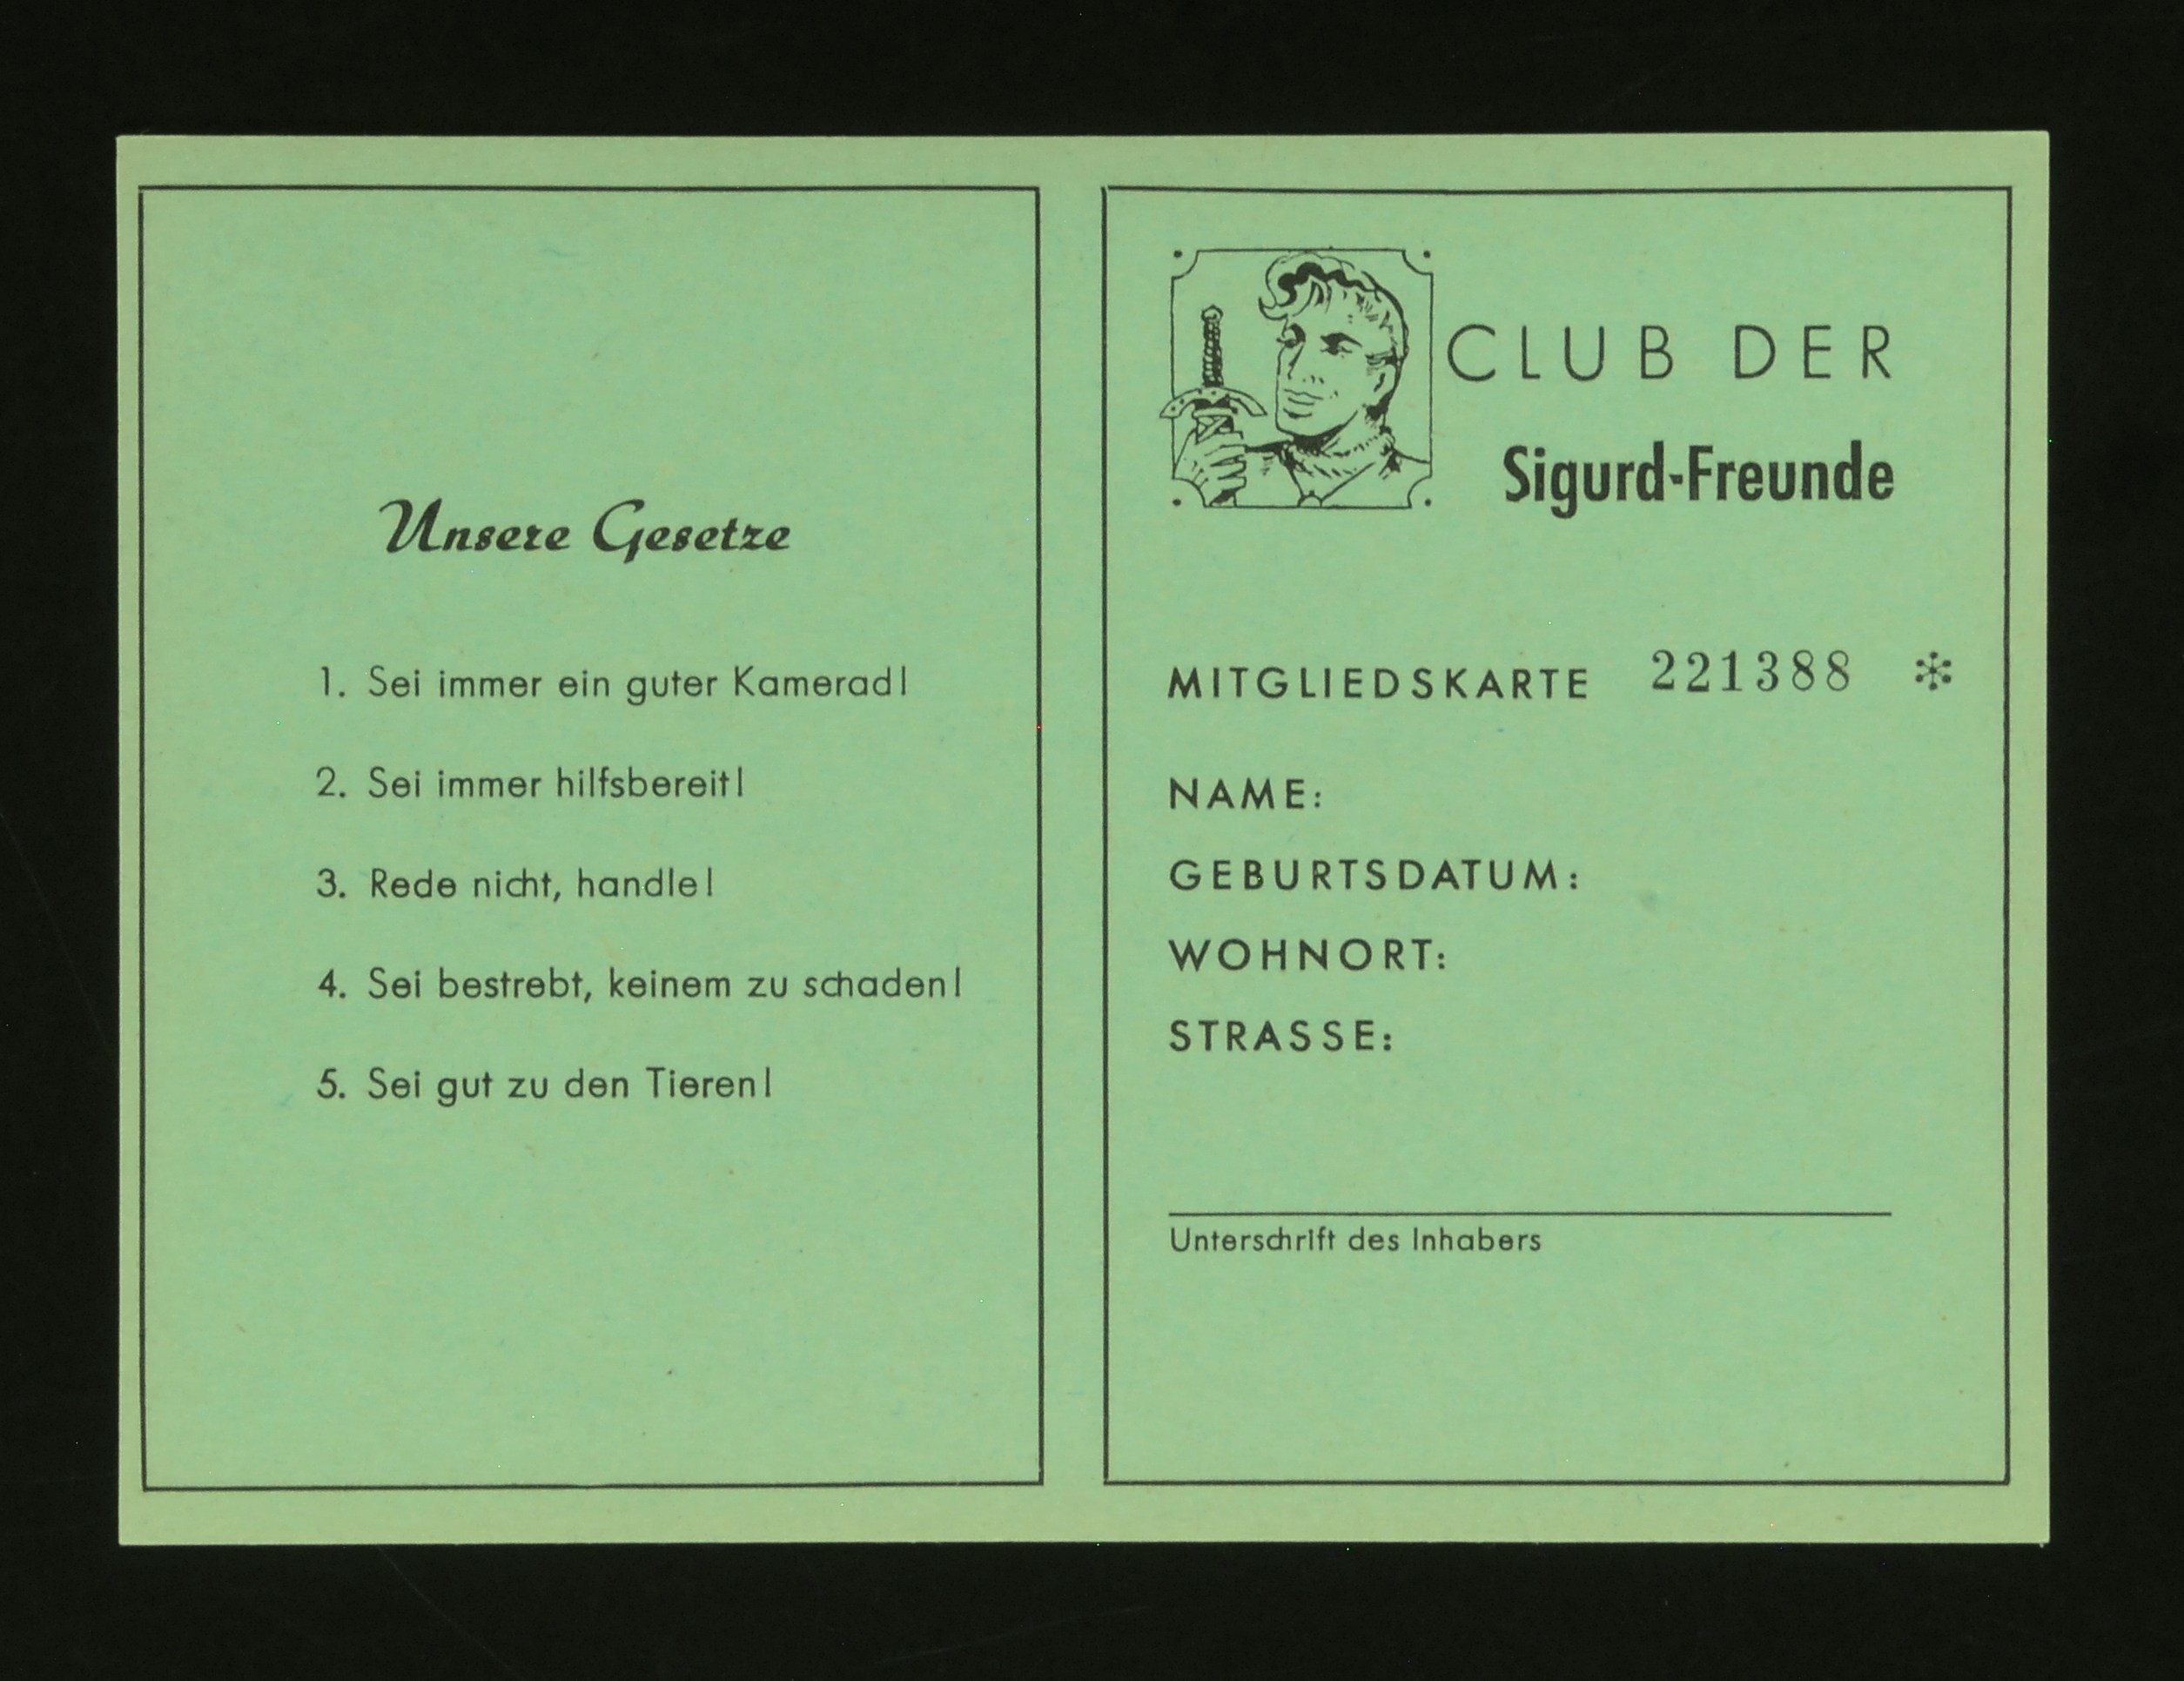 Unsere Gesetze
1. Sei immer ein guter Kamerad!
2. Sei immer hilfsbereit!
3. Rede nicht, handle!
4. Sei bestrebt, keinem zu schaden!
5. Sei gut zu den Tieren!
CLUB DER
Sigurd-Freunde
MITGLIEDSKARTE 221388 *
NAME:
GEBURTSDATUM:
WOHNORT:
STRASSE:
Unterschrift des Inhabers